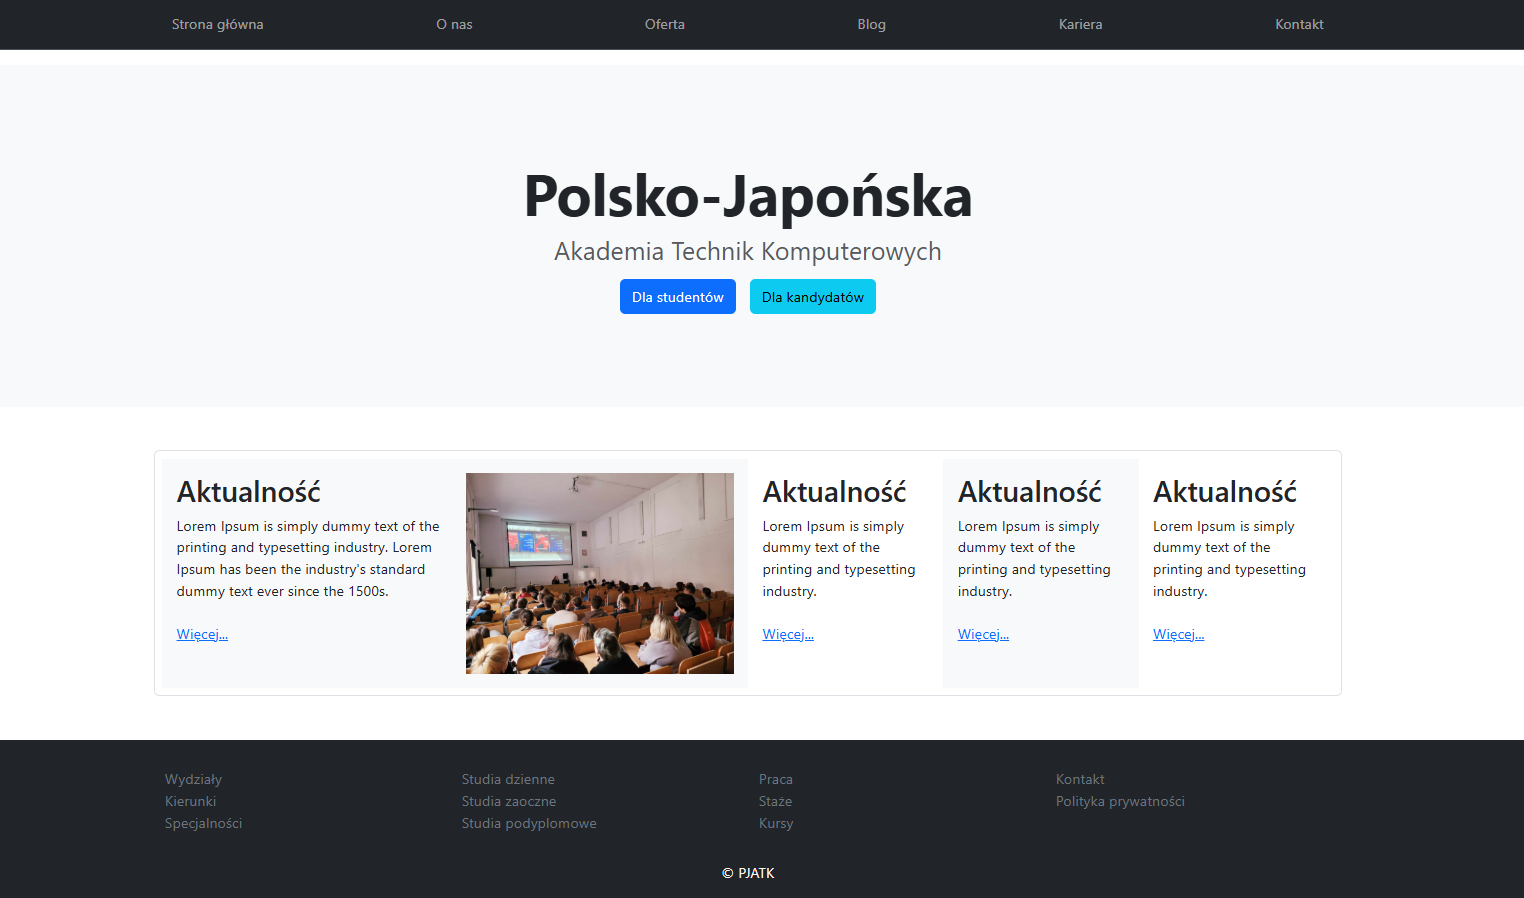 Strona główna O nas Oferta Blog Kariera Kontakt
Polsko-Japońska
Akademia Technik Komputerowych
Dla studentów Dla kandydatów
Aktualność
Lorem Ipsum is simply dummy text of the
printing and typesetting industry. Lorem
Ipsum has been the industry's standard
dummy text ever since the 1500s.
Więcej...
Aktualność
Lorem Ipsum is simply
dummy text of the
printing and typesetting
industry.
Więcej...
Aktualność
Lorem Ipsum is simply
dummy text of the
printing and typesetting
industry.
Więcej...
Aktualność
Lorem Ipsum is simply
dummy text of the
printing and typesetting
industry.
Więcej...
Wydziały
Kierunki
Specjalności
Studia dzienne
Studia zaoczne
Studia podyplomowe
Praca
Staże
Kursy
Kontakt
Polityka prywatności
© PJATK